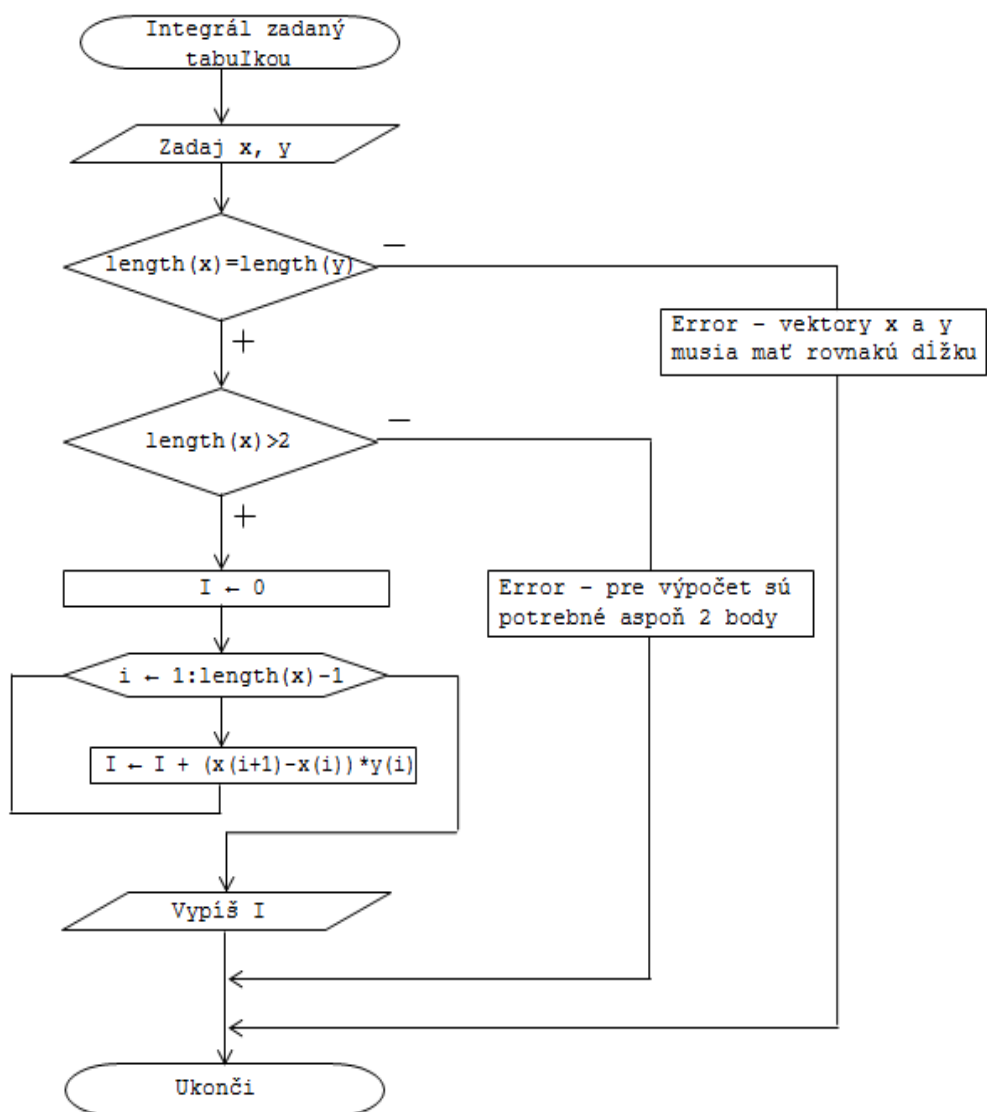 Integrál zadaný
tabuľkou
Zadaj x, y
length(x)=length(y)
—
Error - vektory x a y
musia mať rovnakú dĺžku
+
length(x)>2
—
+
I ← 0
Error - pre výpočet sú
potrebné aspoň 2 body
i ← 1:length(x)-1
I ← I + (x(i+1)-x(i))*y(i)
Vypíš I
Ukonči